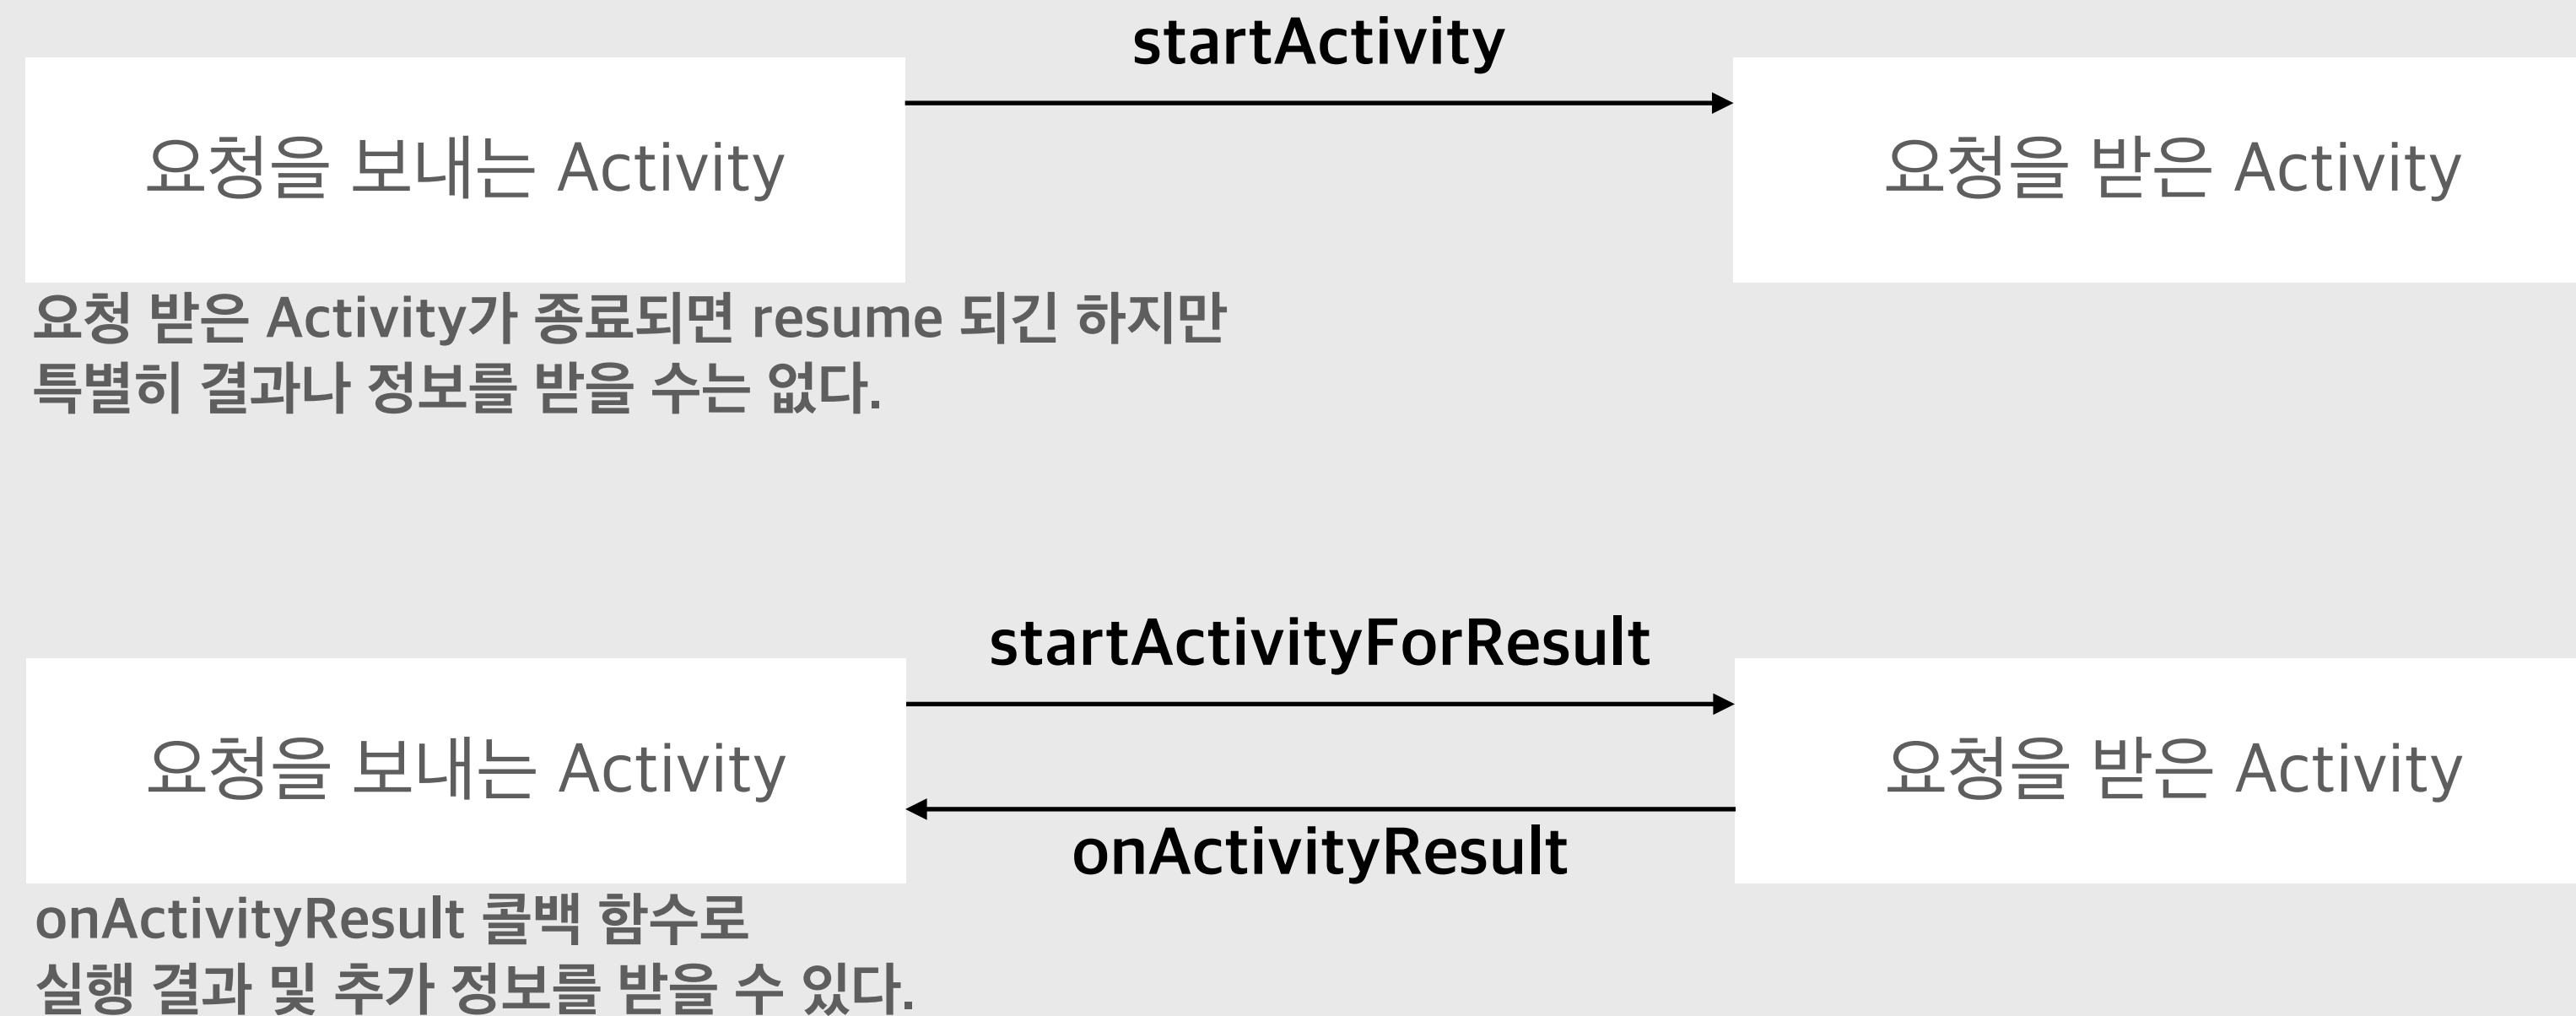 startActivity
요청을 보내는 Activity
요청을 받은 Activity
요청 받은 Activity가 종료되면 resume 되긴 하지만
특별히 결과나 정보를 받을 수는 없다.
startActivityForResult
요청을 보내는 Activity
요청을 받은 Activity
onActivityResult
onActivityResult 콜백 함수로
실행 결과 및 추가 정보를 받을 수 있다.